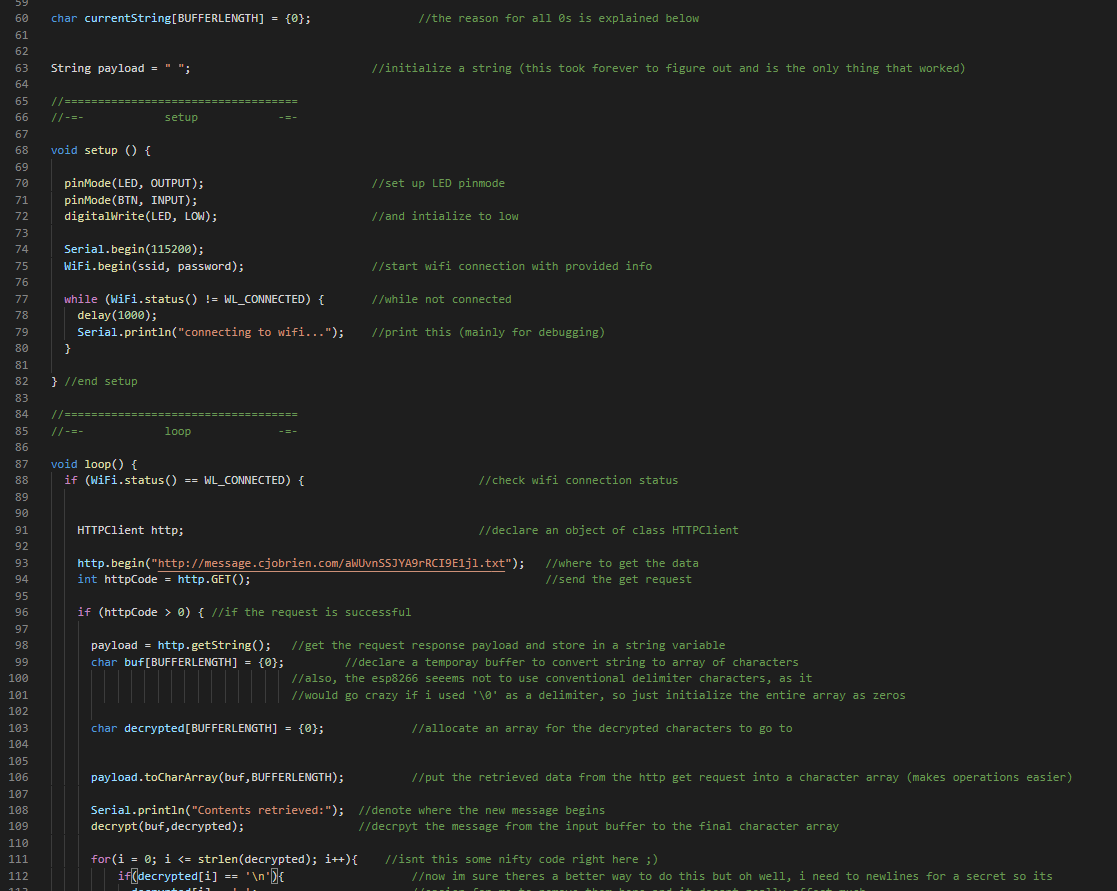 59
60 char currentString[BUFFERLENGTH] = {0}; //the reason for all 0s is explained below
61
62
63 String payload = " "; //initialize a string (this took forever to figure out and is the only thing that worked)
64
65 //===================================
66 //-=- setup -=-
67
68 void setup () {
69
70 pinMode(LED, OUTPUT); //set up LED pinmode
71 pinMode(BTN, INPUT);
72 digitalWrite(LED, LOW); //and intialize to low
73
74 Serial.begin(115200);
75 WiFi.begin(ssid, password); //start wifi connection with provided info
76
77 while (WiFi.status() != WL_CONNECTED) { //while not connected
78 delay(1000);
79 Serial.println("connecting to wifi..."); //print this (mainly for debugging)
80 }
81
82 } //end setup
83
84 //===================================
85 //-=- loop -=-
86
87 void loop() {
88 if (WiFi.status() == WL_CONNECTED) { //check wifi connection status
89
90
91 HTTPClient http; //declare an object of class HTTPClient
92
93 http.begin("http://message.cjobrien.com/aWUvnSSJYA9rRCI9E1jl.txt"); //where to get the data
94 int httpCode = http.GET(); //send the get request
95
96 if (httpCode > 0) { //if the request is successful
97
98 payload = http.getString(); //get the request response payload and store in a string variable
99 char buf[BUFFERLENGTH] = {0}; //declare a temporay buffer to convert string to array of characters
100 //also, the esp8266 seeems not to use conventional delimiter characters, as it
101 //would go crazy if i used '\0' as a delimiter, so just initialize the entire array as zeros
102
103 char decrypted[BUFFERLENGTH] = {0}; //allocate an array for the decrypted characters to go to
104
105
106 payload.toCharArray(buf,BUFFERLENGTH); //put the retrieved data from the http get request into a character array (makes operations easier)
107
108 Serial.println("Contents retrieved:"); //denote where the new message begins
109 decrypt(buf,decrypted); //decrpyt the message from the input buffer to the final character array
110
111 for(i = 0; i <= strlen(decrypted); i++){ //isnt this some nifty code right here ;)
112 if(decrypted[i] == '\n'){ //now im sure theres a better way to do this but oh well, i need to newlines for a secret so its